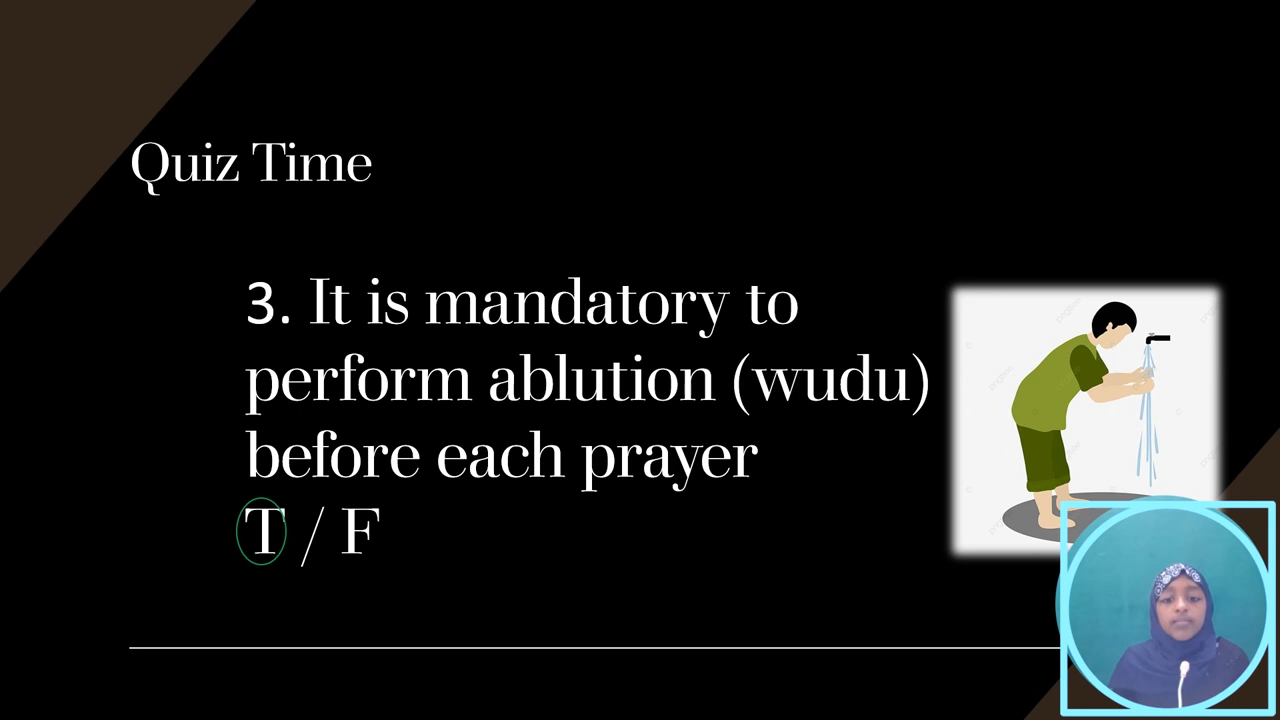 Quiz Time
3. It is mandatory to
perform ablution (wudu)
before each prayer
T / F